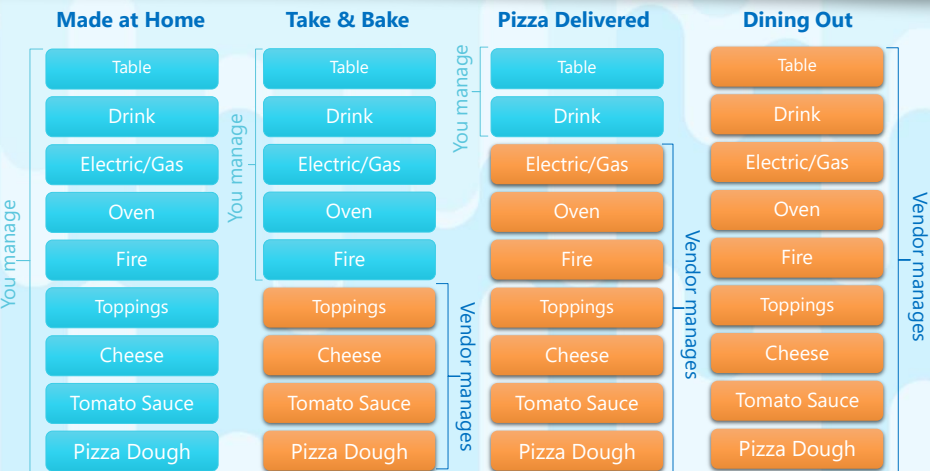 Made at Home
Take & Bake
Pizza Delivered
Dining Out
You manage
Table
Drink
Electric/Gas
Oven
Fire
Toppings
Cheese
Tomato Sauce
Pizza Dough
You manage
Table
Drink
Electric/Gas
Oven
Fire
Toppings
Cheese
Tomato Sauce
Pizza Dough
Vendor manages
You manage
Table
Drink
Electric/Gas
Oven
Fire
Toppings
Cheese
Tomato Sauce
Pizza Dough
Vendor manages
Table
Drink
Electric/Gas
Oven
Fire
Toppings
Cheese
Tomato Sauce
Pizza Dough
Vendor manages